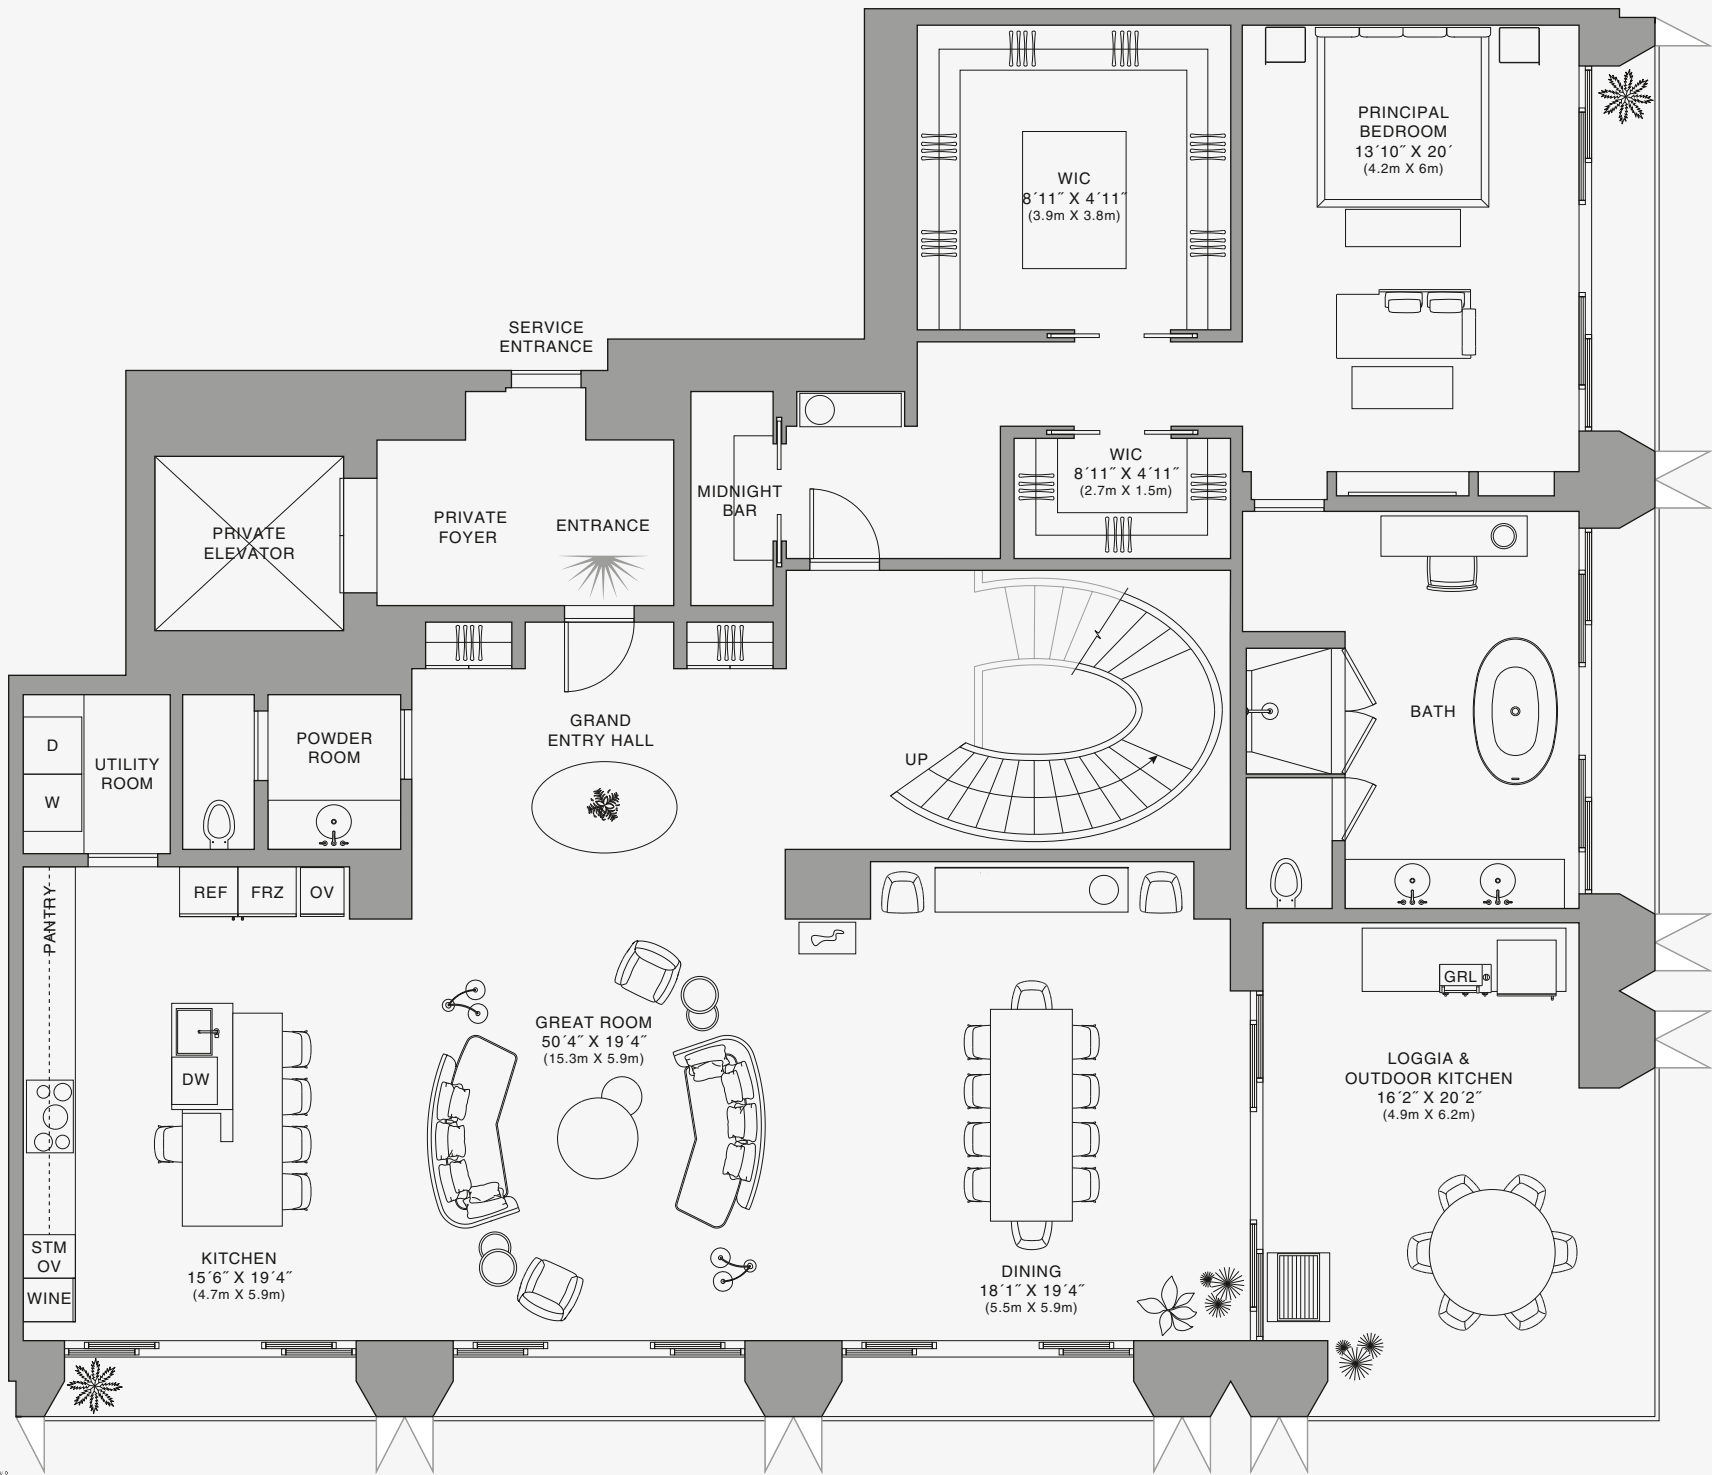 PRINCIPAL
BEDROOM
13´10˝ X 20´
(4.2m X 6m)
WIC
8´11˝ X 4´11˝
(3.9m X 3.8m)
SERVICE
ENTRANCE
WIC
8´11˝ X 4´11˝
(2.7m X 1.5m)
MIDNIGHT
BAR
PRIVATE
ELEVATOR
PRIVATE
FOYER
ENTRANCE
GRAND
ENTRY HALL
BATH
UP
D
W
UTILITY
ROOM
POWDER
ROOM
PANTRY
REF
FRZ
OV
GRL
DW
GREAT ROOM
50´4˝ X 19´4˝
(15.3m X 5.9m)
LOGGIA &
OUTDOOR KITCHEN
16´2˝ X 20´2˝
(4.9m X 6.2m)
STM
OV
WINE
KITCHEN
15´6˝ X 19´4˝
(4.7m X 5.9m)
DINING
18´1˝ X 19´4˝
(5.5m X 5.9m)